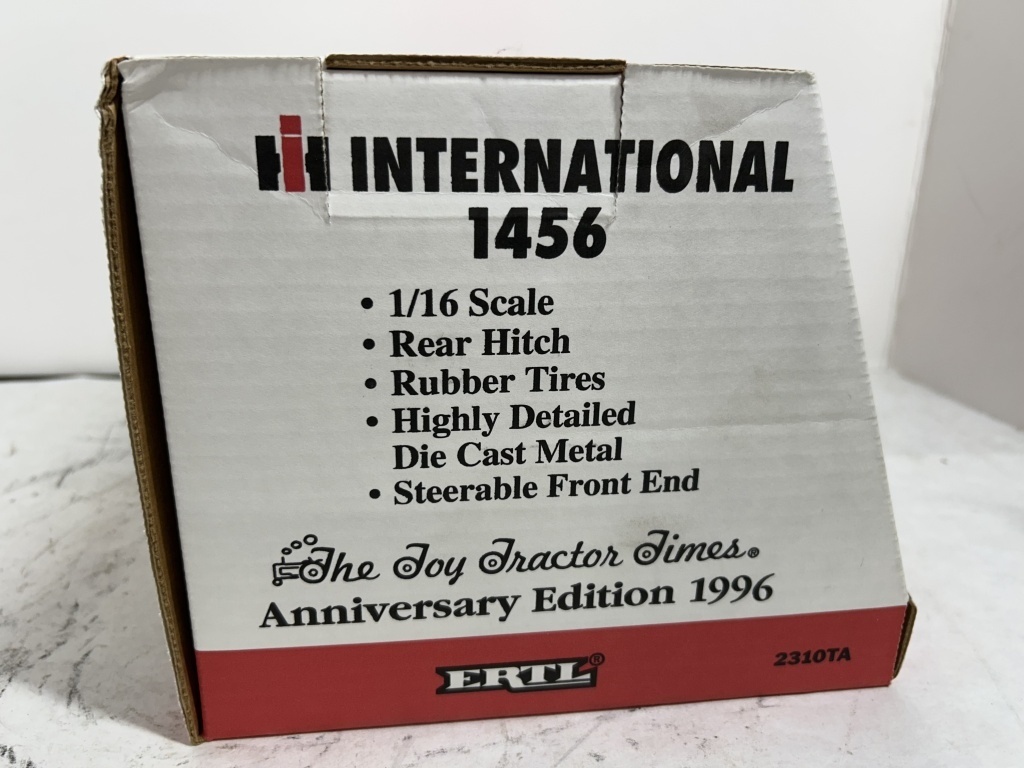 IH INTERNATIONAL
1456
• 1/16 Scale
• Rear Hitch
• Rubber Tires
• Highly Detailed
Die Cast Metal
• Steerable Front End
The Toy Tractor Times®
Anniversary Edition 1996
ERTL®
2310TA